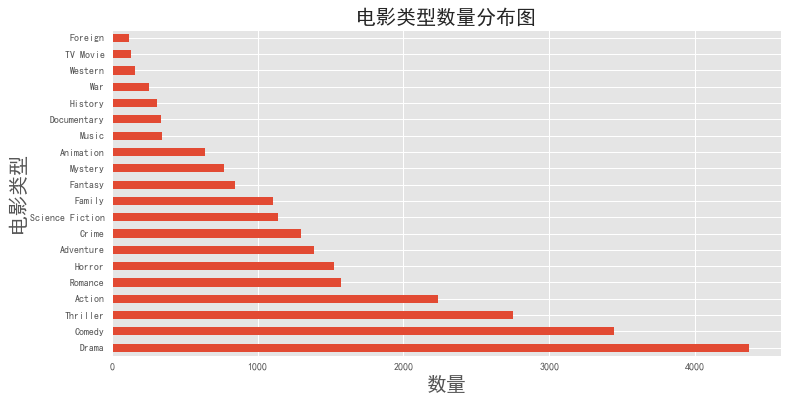 电影类型数量分布图
Foreign
TV Movie
Western
War
History
Documentary
Music
Animation
Mystery
Fantasy
Family
Science Fiction
Crime
Adventure
Horror
Romance
Action
Thriller
Comedy
Drama
电影类型
0 1000 2000 3000 4000
数量